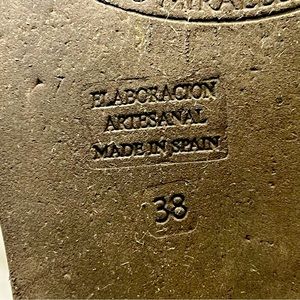 ELABORACION
ARTESANAL
MADE IN SPAIN
38